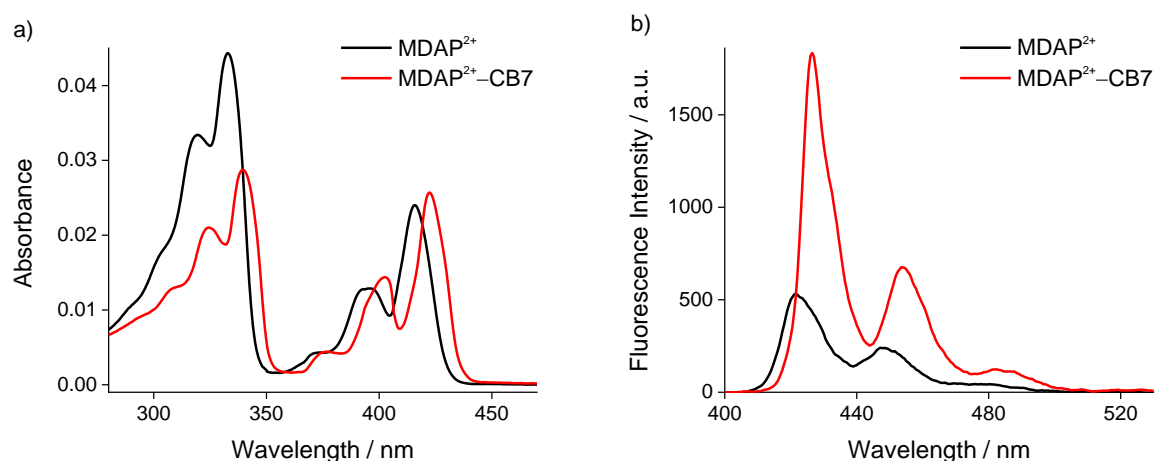 a)
MDAP²⁺
MDAP²⁺–CB7
0.04
0.03
0.02
0.01
0.00
Absorbance
300
350
400
450
Wavelength / nm
b)
MDAP²⁺
MDAP²⁺–CB7
1500
1000
500
0
Fluorescence Intensity / a.u.
400
440
480
520
Wavelength / nm